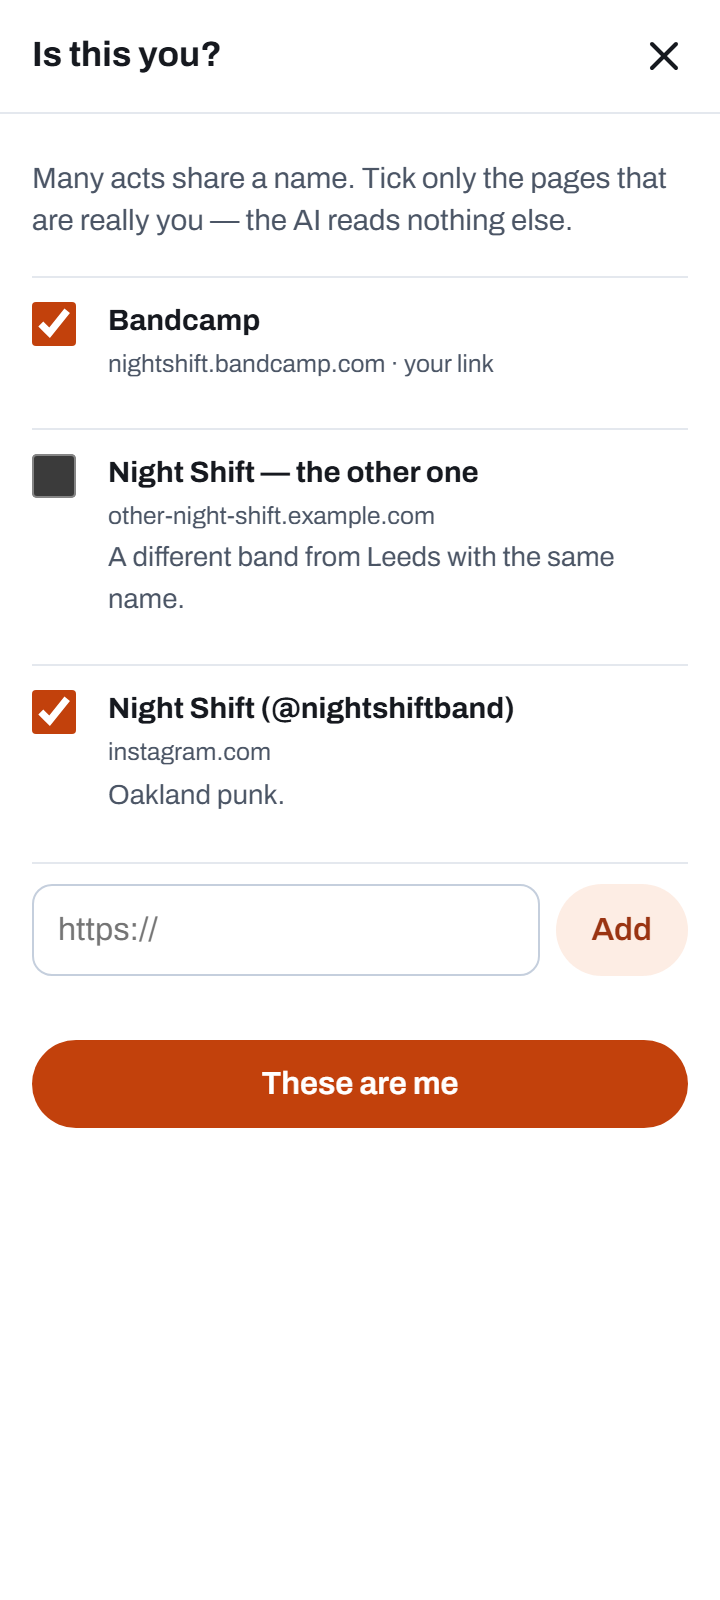 Is this you?
Many acts share a name. Tick only the pages that
are really you — the AI reads nothing else.
Bandcamp
nightshift.bandcamp.com · your link
Night Shift — the other one
other-night-shift.example.com
A different band from Leeds with the same
name.
Night Shift (@nightshiftband)
instagram.com
Oakland punk.
https://
Add
These are me